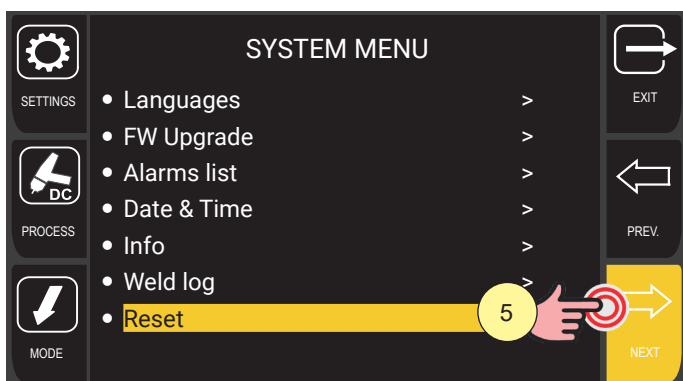 SYSTEM MENU
SETTINGS
PROCESS
DC
MODE
• Languages >
• FW Upgrade >
• Alarms list >
• Date & Time >
• Info >
• Weld log >
• Reset
5
EXIT
PREV.
NEXT